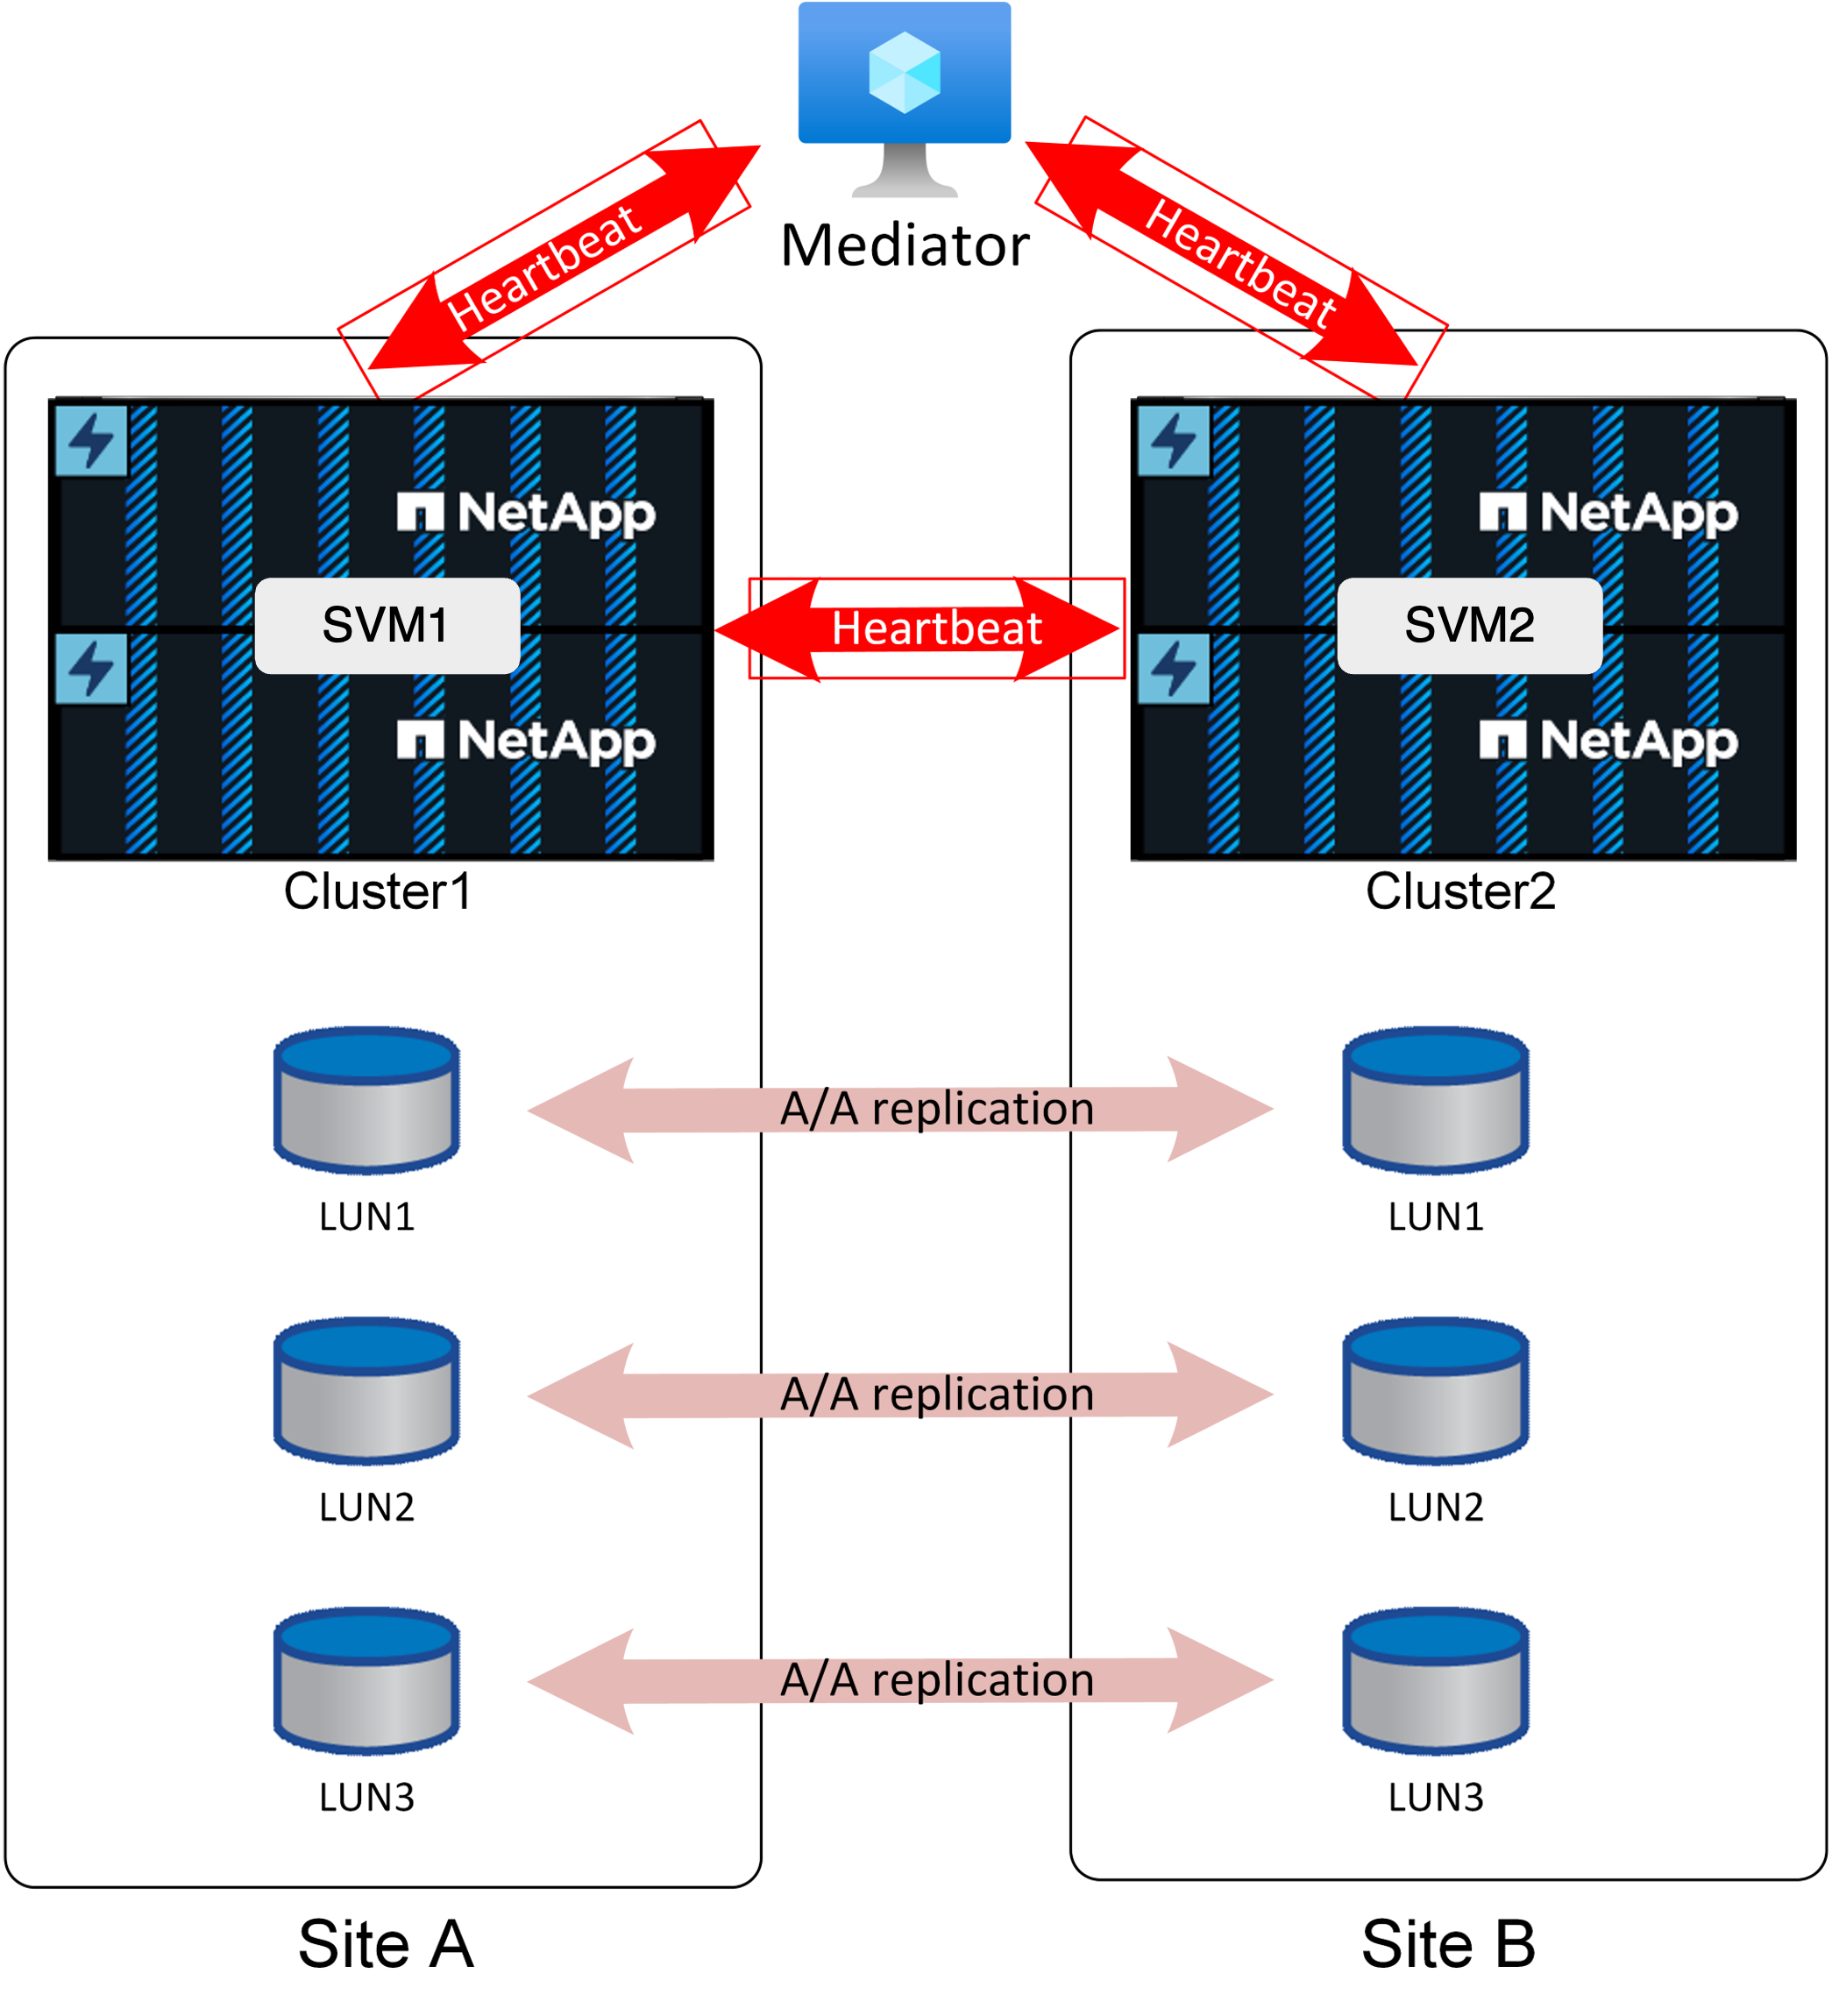 Mediator
Heartbeat
Heartbeat
NetApp
NetApp
SVM1
Heartbeat
SVM2
NetApp
NetApp
Cluster1
Cluster2
A/A replication
LUN1
LUN1
A/A replication
LUN2
LUN2
A/A replication
LUN3
LUN3
Site A
Site B